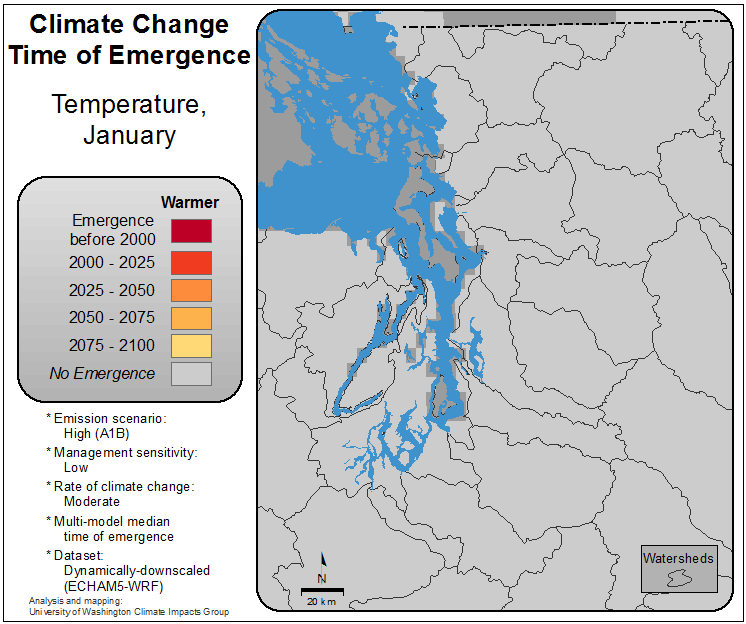 Climate Change
Time of Emergence
Temperature,
January
Warmer
Emergence
before 2000
2000 - 2025
2025 - 2050
2050 - 2075
2075 - 2100
No Emergence
* Emission scenario:
High (A1B)
* Management sensitivity:
Low
* Rate of climate change:
Moderate
* Multi-model median
time of emergence
* Dataset:
Dynamically-downscaled
(ECHAM5-WRF)
Analysis and mapping:
University of Washington Climate Impacts Group
N
20 km
Watersheds